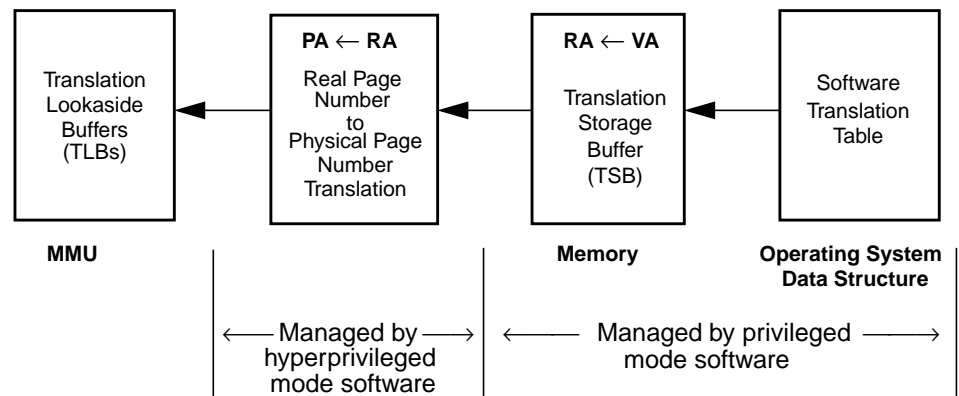 Translation
Lookaside
Buffers
(TLBs)
PA ← RA
Real Page
Number
to
Physical Page
Number
Translation
RA ← VA
Translation
Storage
Buffer
(TSB)
Software
Translation
Table
MMU
Memory
Operating System
Data Structure
Managed by
hyperprivileged
mode software
Managed by privileged
mode software